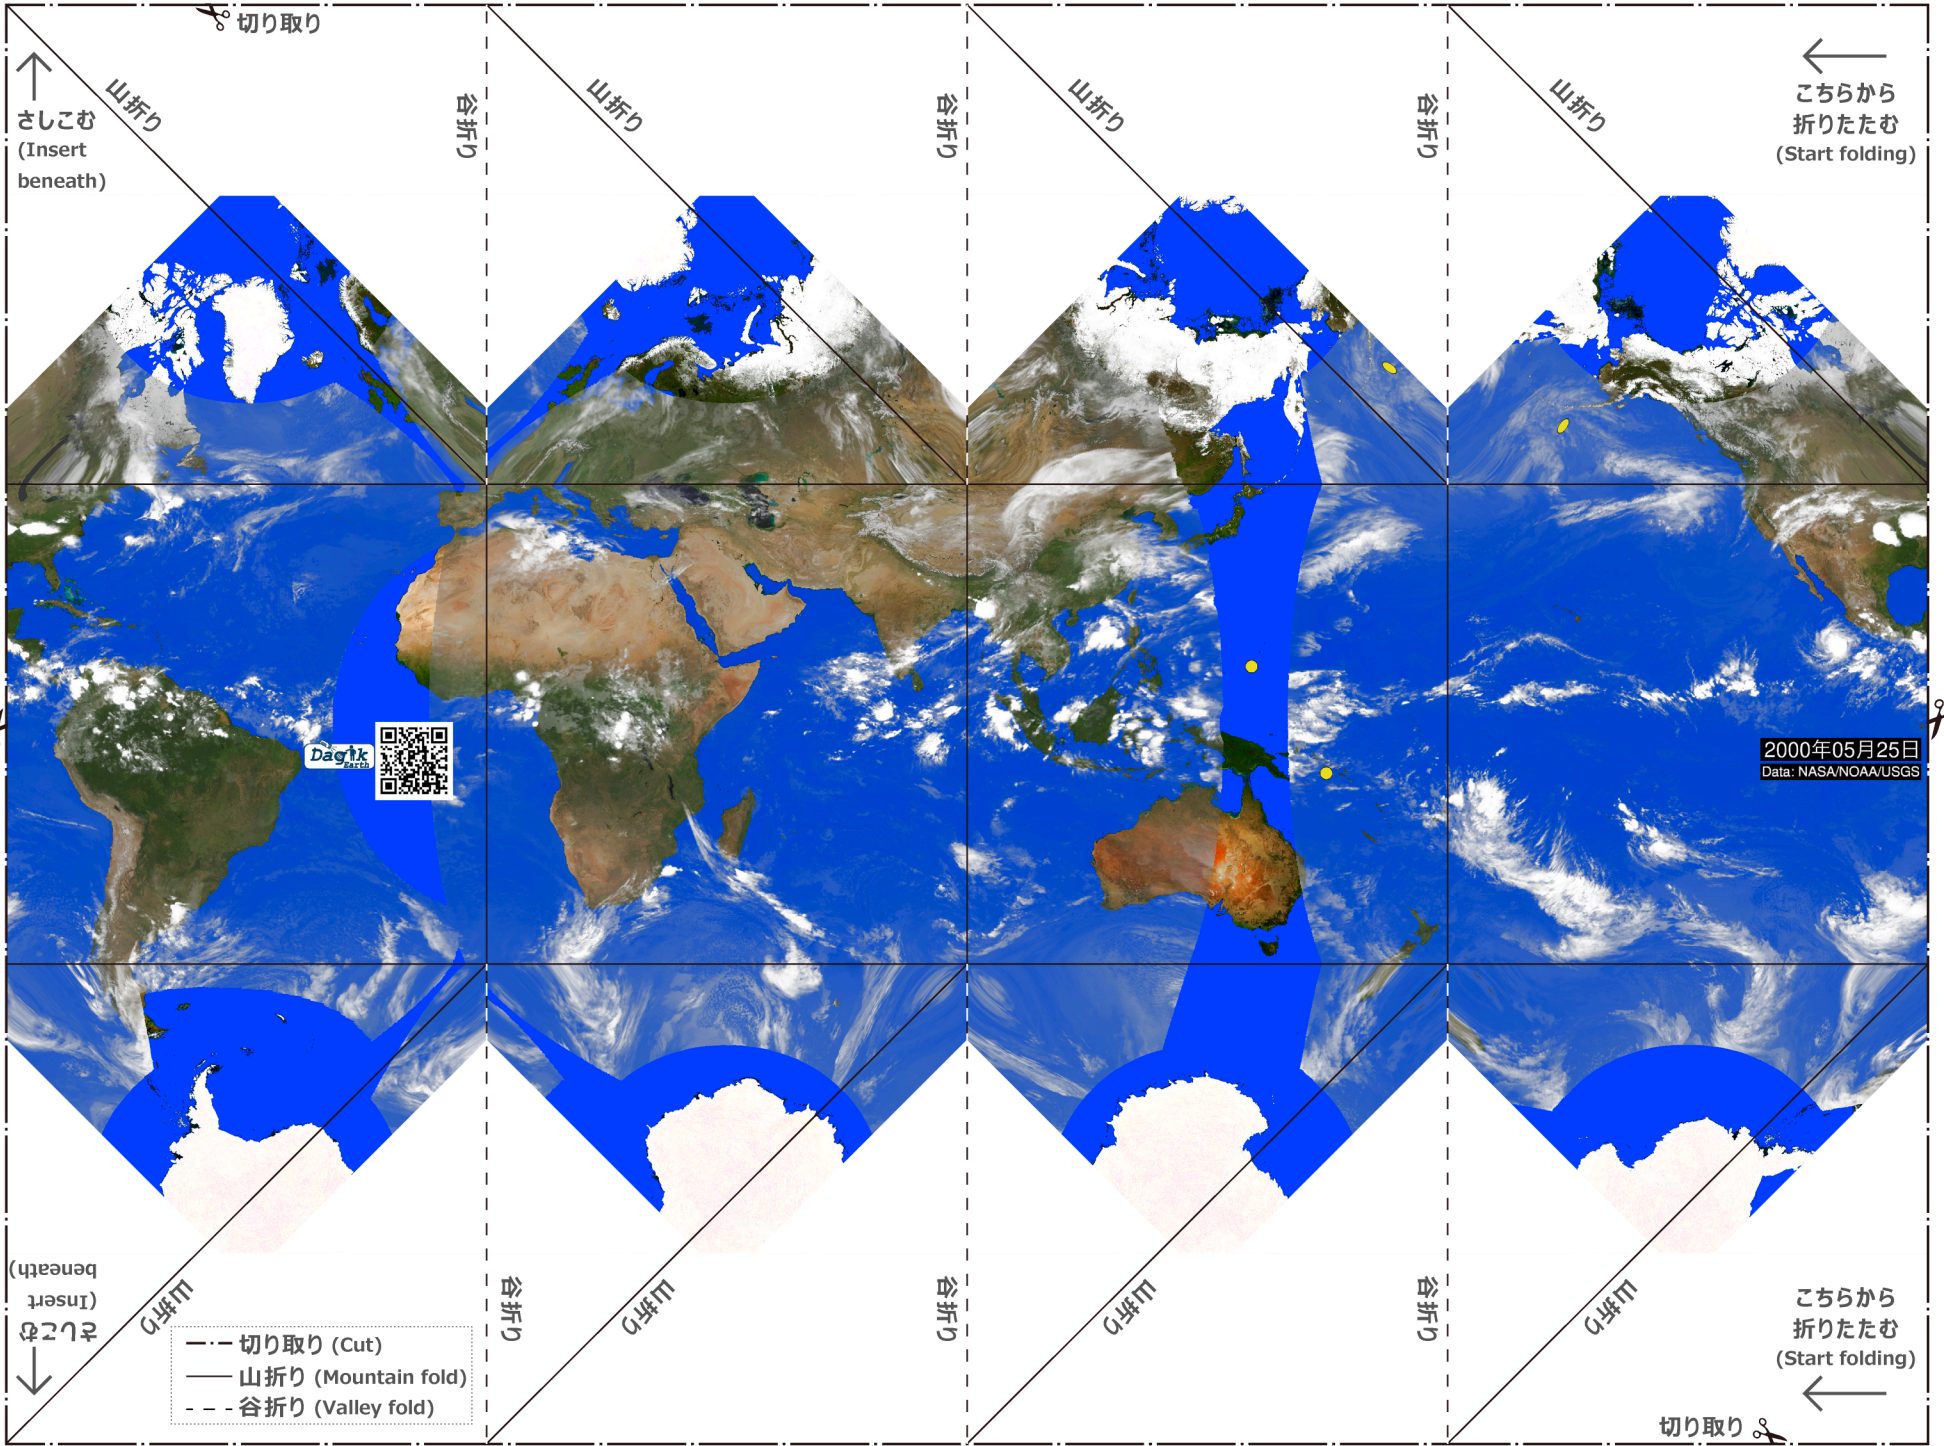 切り取り
山折り
谷折り
山折り
谷折り
山折り
谷折り
山折り
さしこむ
(Insert
beneath)
こちらから
折りたたむ
(Start folding)
Dagik
Earth
2000年05月25日
Data: NASA/NOAA/USGS
さしこむ
(Insert
beneath)
山折り
谷折り
山折り
谷折り
山折り
谷折り
山折り
切り取り (Cut)
山折り (Mountain fold)
谷折り (Valley fold)
こちらから
折りたたむ
(Start folding)
切り取り